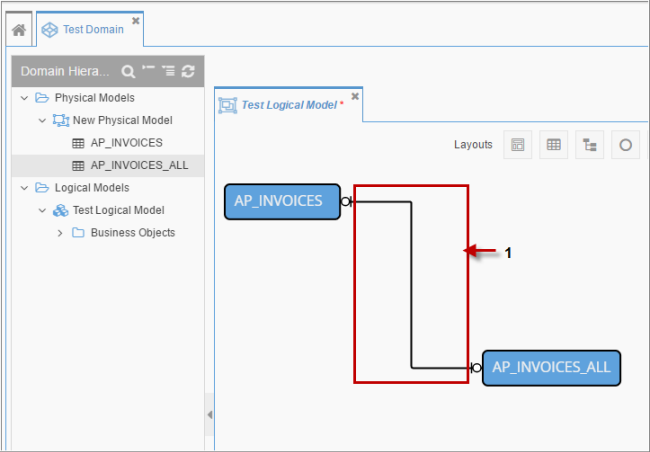 Test Domain
Domain Hiera...
Physical Models
New Physical Model
AP_INVOICES
AP_INVOICES_ALL
Logical Models
Test Logical Model
Business Objects
Test Logical Model *
Layouts
AP_INVOICES
1
AP_INVOICES_ALL